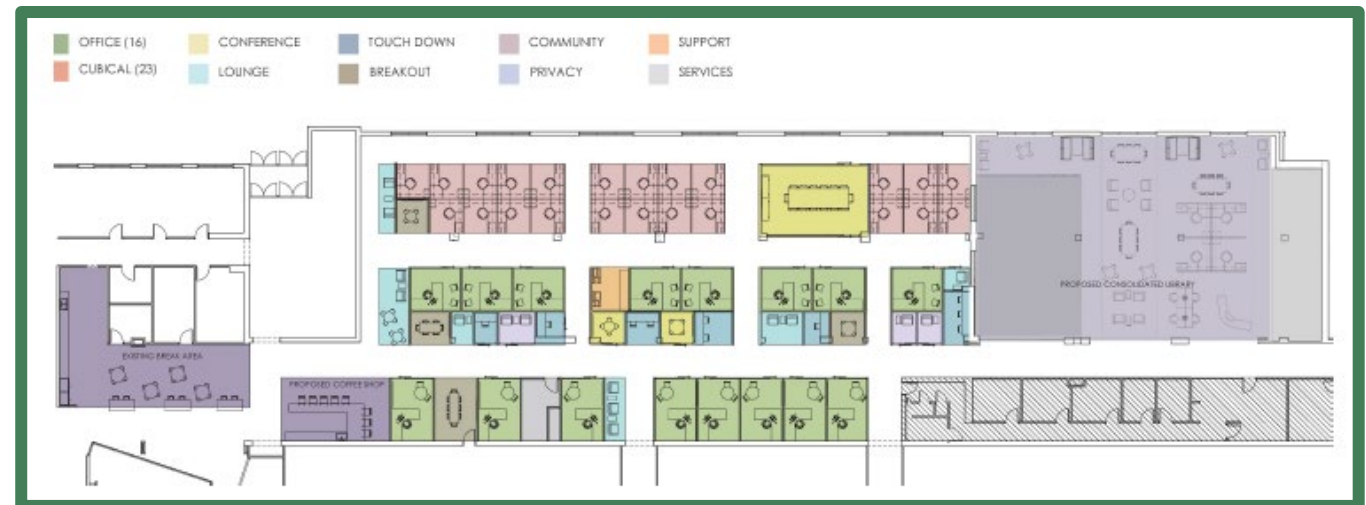 OFFICE (16) CONFERENCE TOUCH DOWN COMMUNITY SUPPORT
CUBICAL (23) LOUNGE BREAKOUT PRIVACY SERVICES
PROPOSED CONSOLIDATED LIBRARY
EXISTING BREAK AREA
PROPOSED COFFEE SHOP